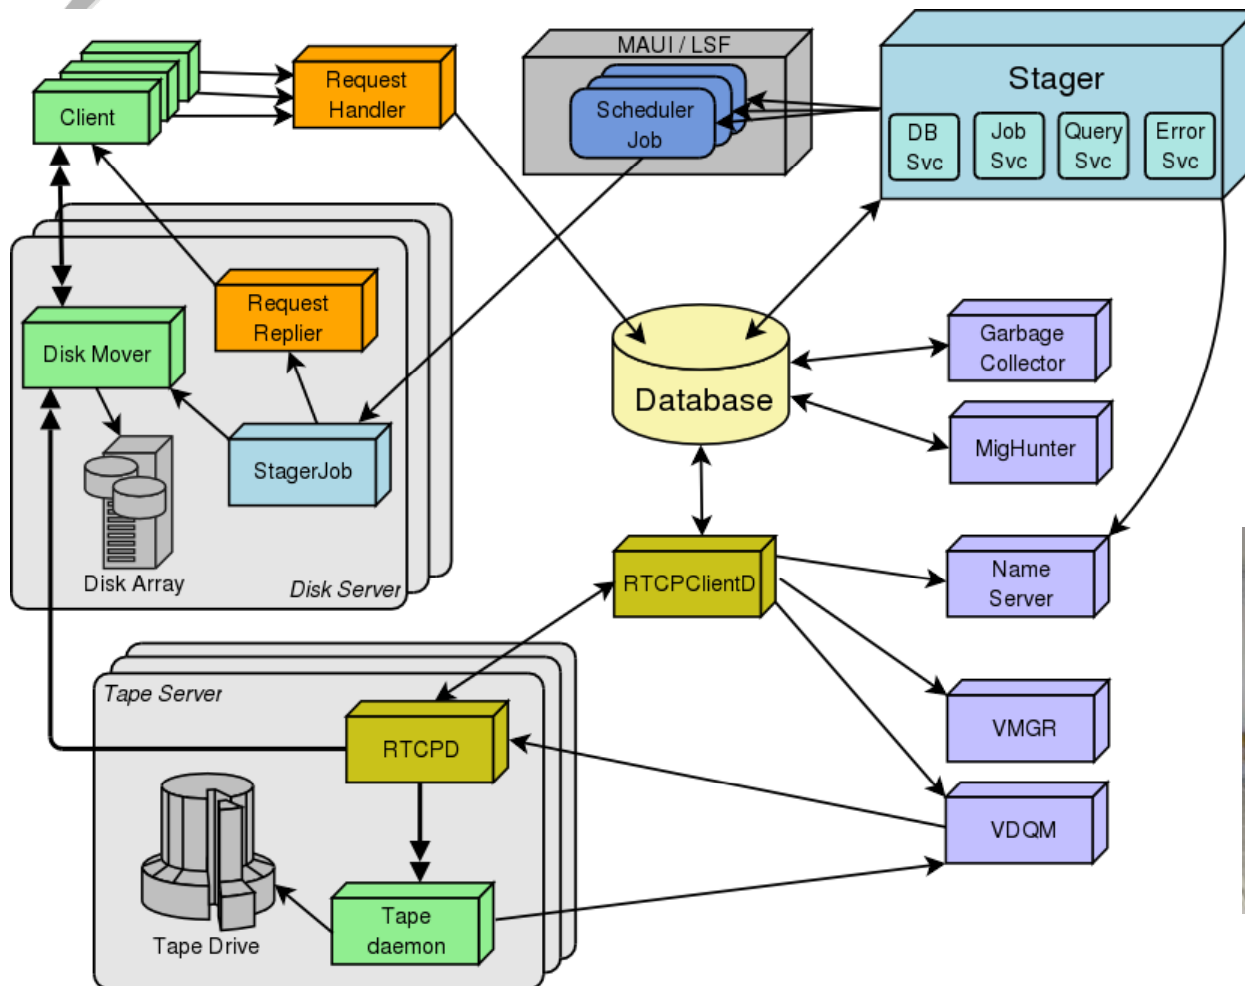 MAUI / LSF
Stager
Client
Request
Handler
Scheduler
Job
DB
Svc
Job
Svc
Query
Svc
Error
Svc
Request
Replier
Disk Mover
Garbage
Collector
Database
MigHunter
StagerJob
Disk Array
Disk Server
RTCPClientD
Name
Server
Tape Server
RTCPD
VMGR
VDQM
Tape Drive
Tape
daemon